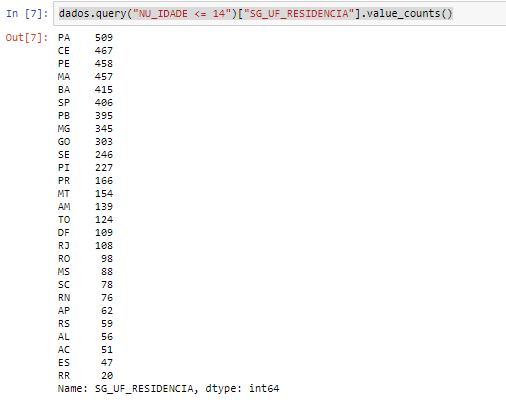 In [7]: dados.query("NU_IDADE <= 14")["SG_UF_RESIDENCIA"].value_counts()
Out[7]: PA 509
CE 467
PE 458
MA 457
BA 415
SP 406
PB 395
MG 345
GO 303
SE 246
PI 227
PR 166
MT 154
AM 139
TO 124
DF 109
RJ 108
RO 98
MS 88
SC 78
RN 76
AP 62
RS 59
AL 56
AC 51
ES 47
RR 20
Name: SG_UF_RESIDENCIA, dtype: int64